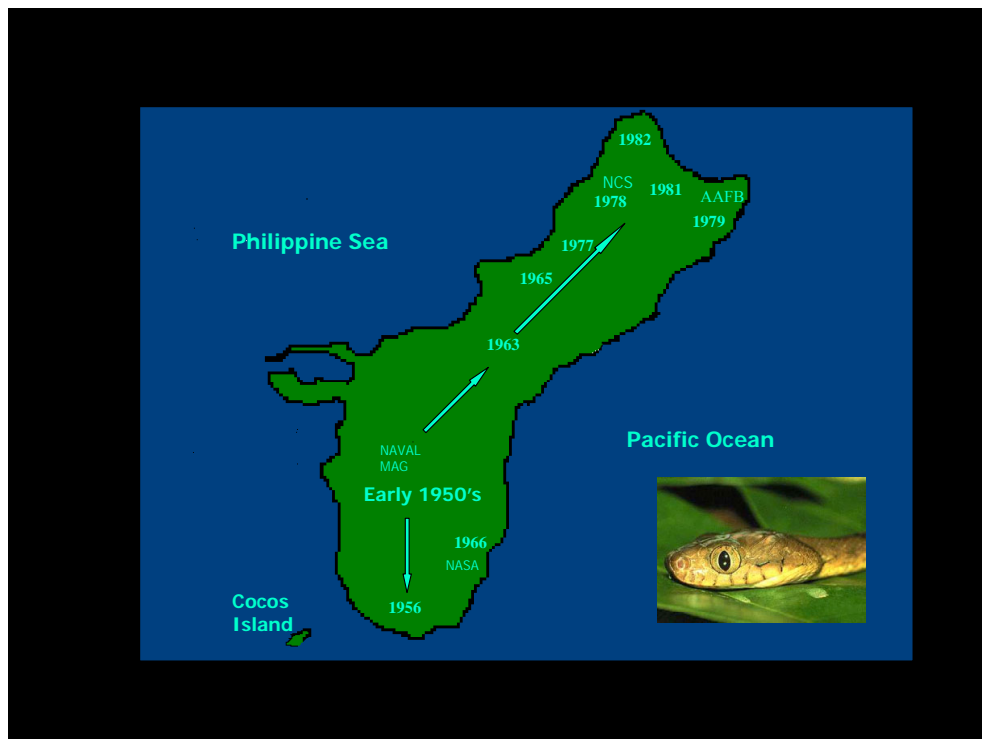 1982
NCS
1981
AAFB
1978
1979
Philippine Sea
1977
1965
1963
Pacific Ocean
NAVAL
MAG
Early 1950's
1966
NASA
Cocos
Island
1956